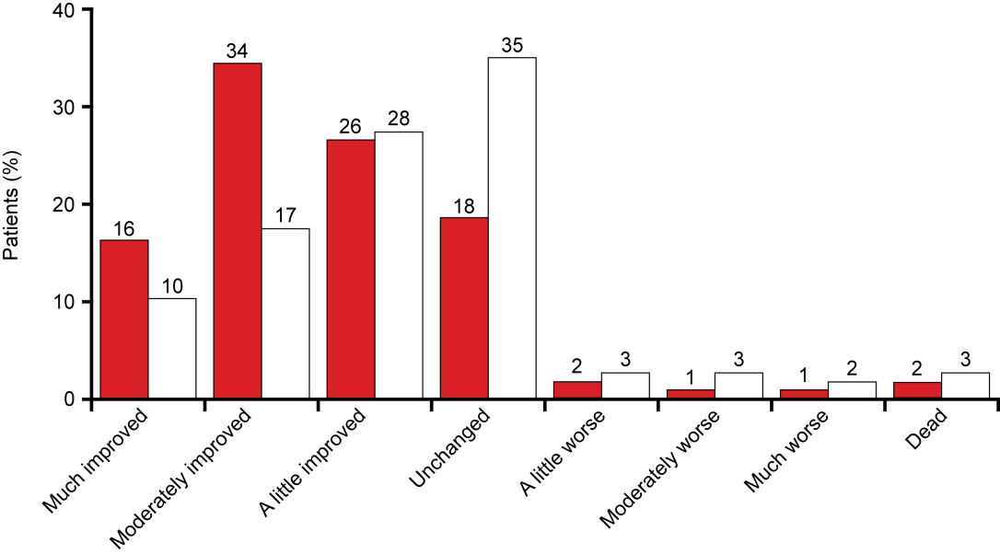 40
30
20
10
0
Patients (%)
16
10
34
17
26
28
18
35
2
3
1
3
1
2
2
3
Much improved
Moderately improved
A little improved
Unchanged
A little worse
Moderately worse
Much worse
Dead